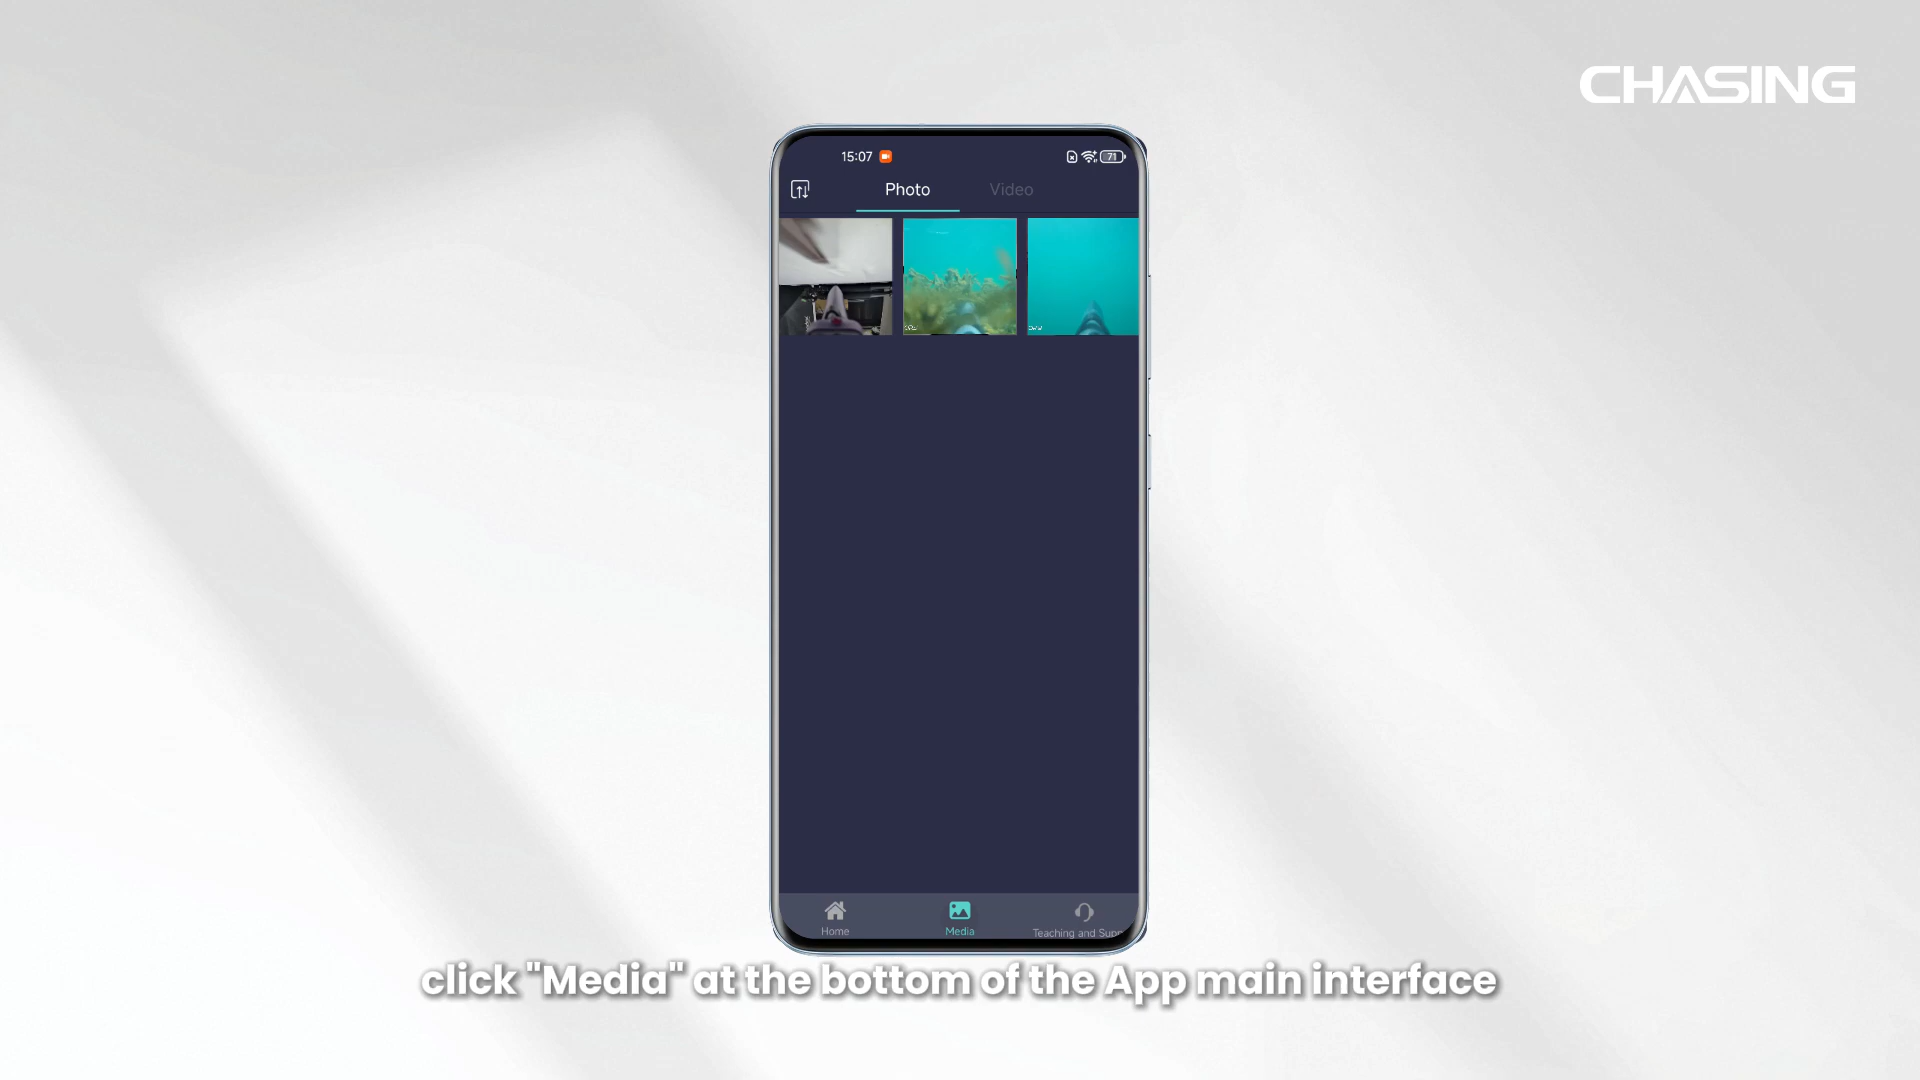 CHASING
15:07
71
Photo
Video
Home
Media
Teaching and Supp
click "Media" at the bottom of the App main interface